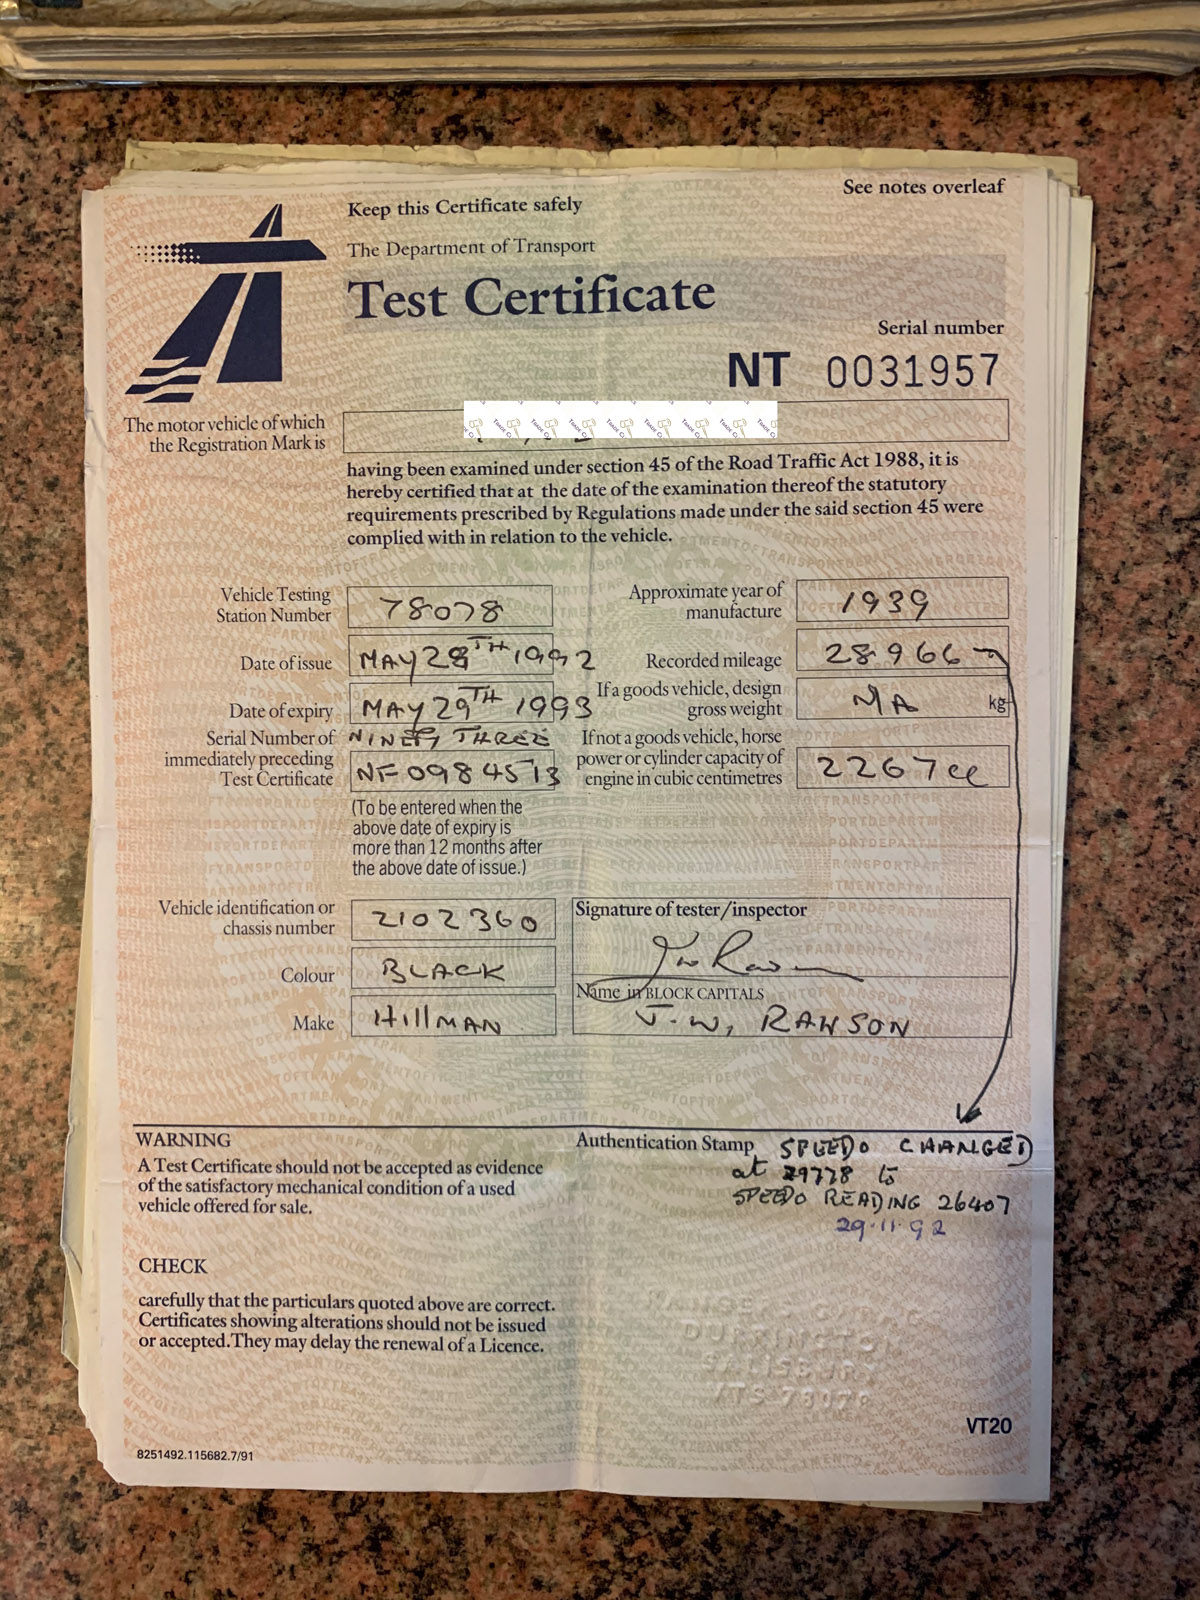 See notes overleaf
Keep this Certificate safely
The Department of Transport
Test Certificate
Serial number
NT 0031957
The motor vehicle of which
the Registration Mark is
having been examined under section 45 of the Road Traffic Act 1988, it is
hereby certified that at the date of the examination thereof the statutory
requirements prescribed by Regulations made under the said section 45 were
complied with in relation to the vehicle.
Vehicle Testing
Station Number
78078
Approximate year of
manufacture
1939
Date of issue
MAY 28TH 1992
Recorded mileage
28966
Date of expiry
MAY 29TH 1993
NINETY THREE
If a goods vehicle, design
gross weight
N/A
kg
Serial Number of
immediately preceding
Test Certificate
NF0984513
If not a goods vehicle, horse
power or cylinder capacity of
engine in cubic centimetres
2267cc
(To be entered when the
above date of expiry is
more than 12 months after
the above date of issue.)
Vehicle identification or
chassis number
2102360
Colour
BLACK
Make
HillMAN
Signature of tester/inspector
Name in BLOCK CAPITALS
J.W. RAWSON
WARNING
A Test Certificate should not be accepted as evidence
of the satisfactory mechanical condition of a used
vehicle offered for sale.
CHECK
carefully that the particulars quoted above are correct.
Certificates showing alterations should not be issued
or accepted. They may delay the renewal of a Licence.
Authentication Stamp
SPEEDO CHANGED
at 29778 to
SPEEDO READING 26407
29.11.92
DURRINGTON
SALISBURY
VTS 78078
VT20
8251492.115682.7/91